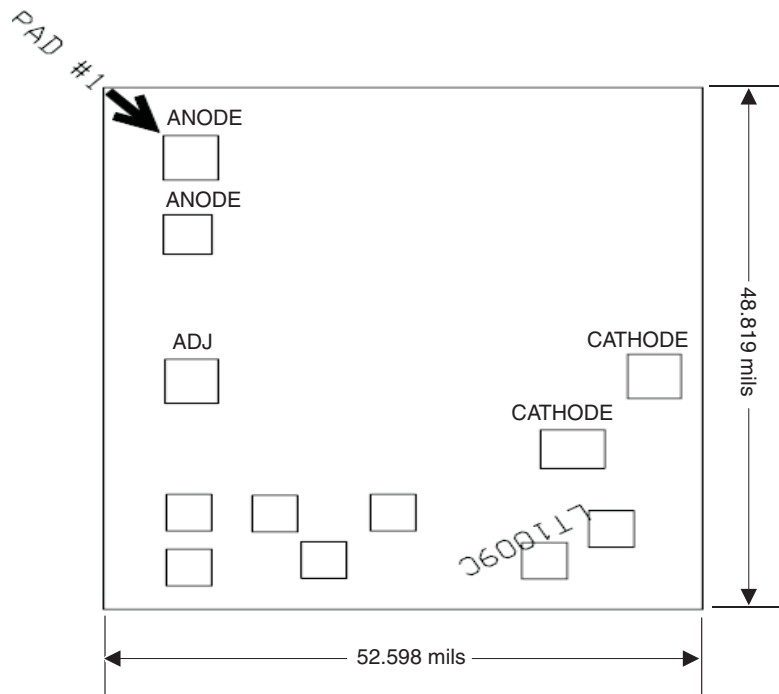 PAD #1
ANODE
ANODE
ADJ
CATHODE
CATHODE
LT1009C
48.819 mils
52.598 mils